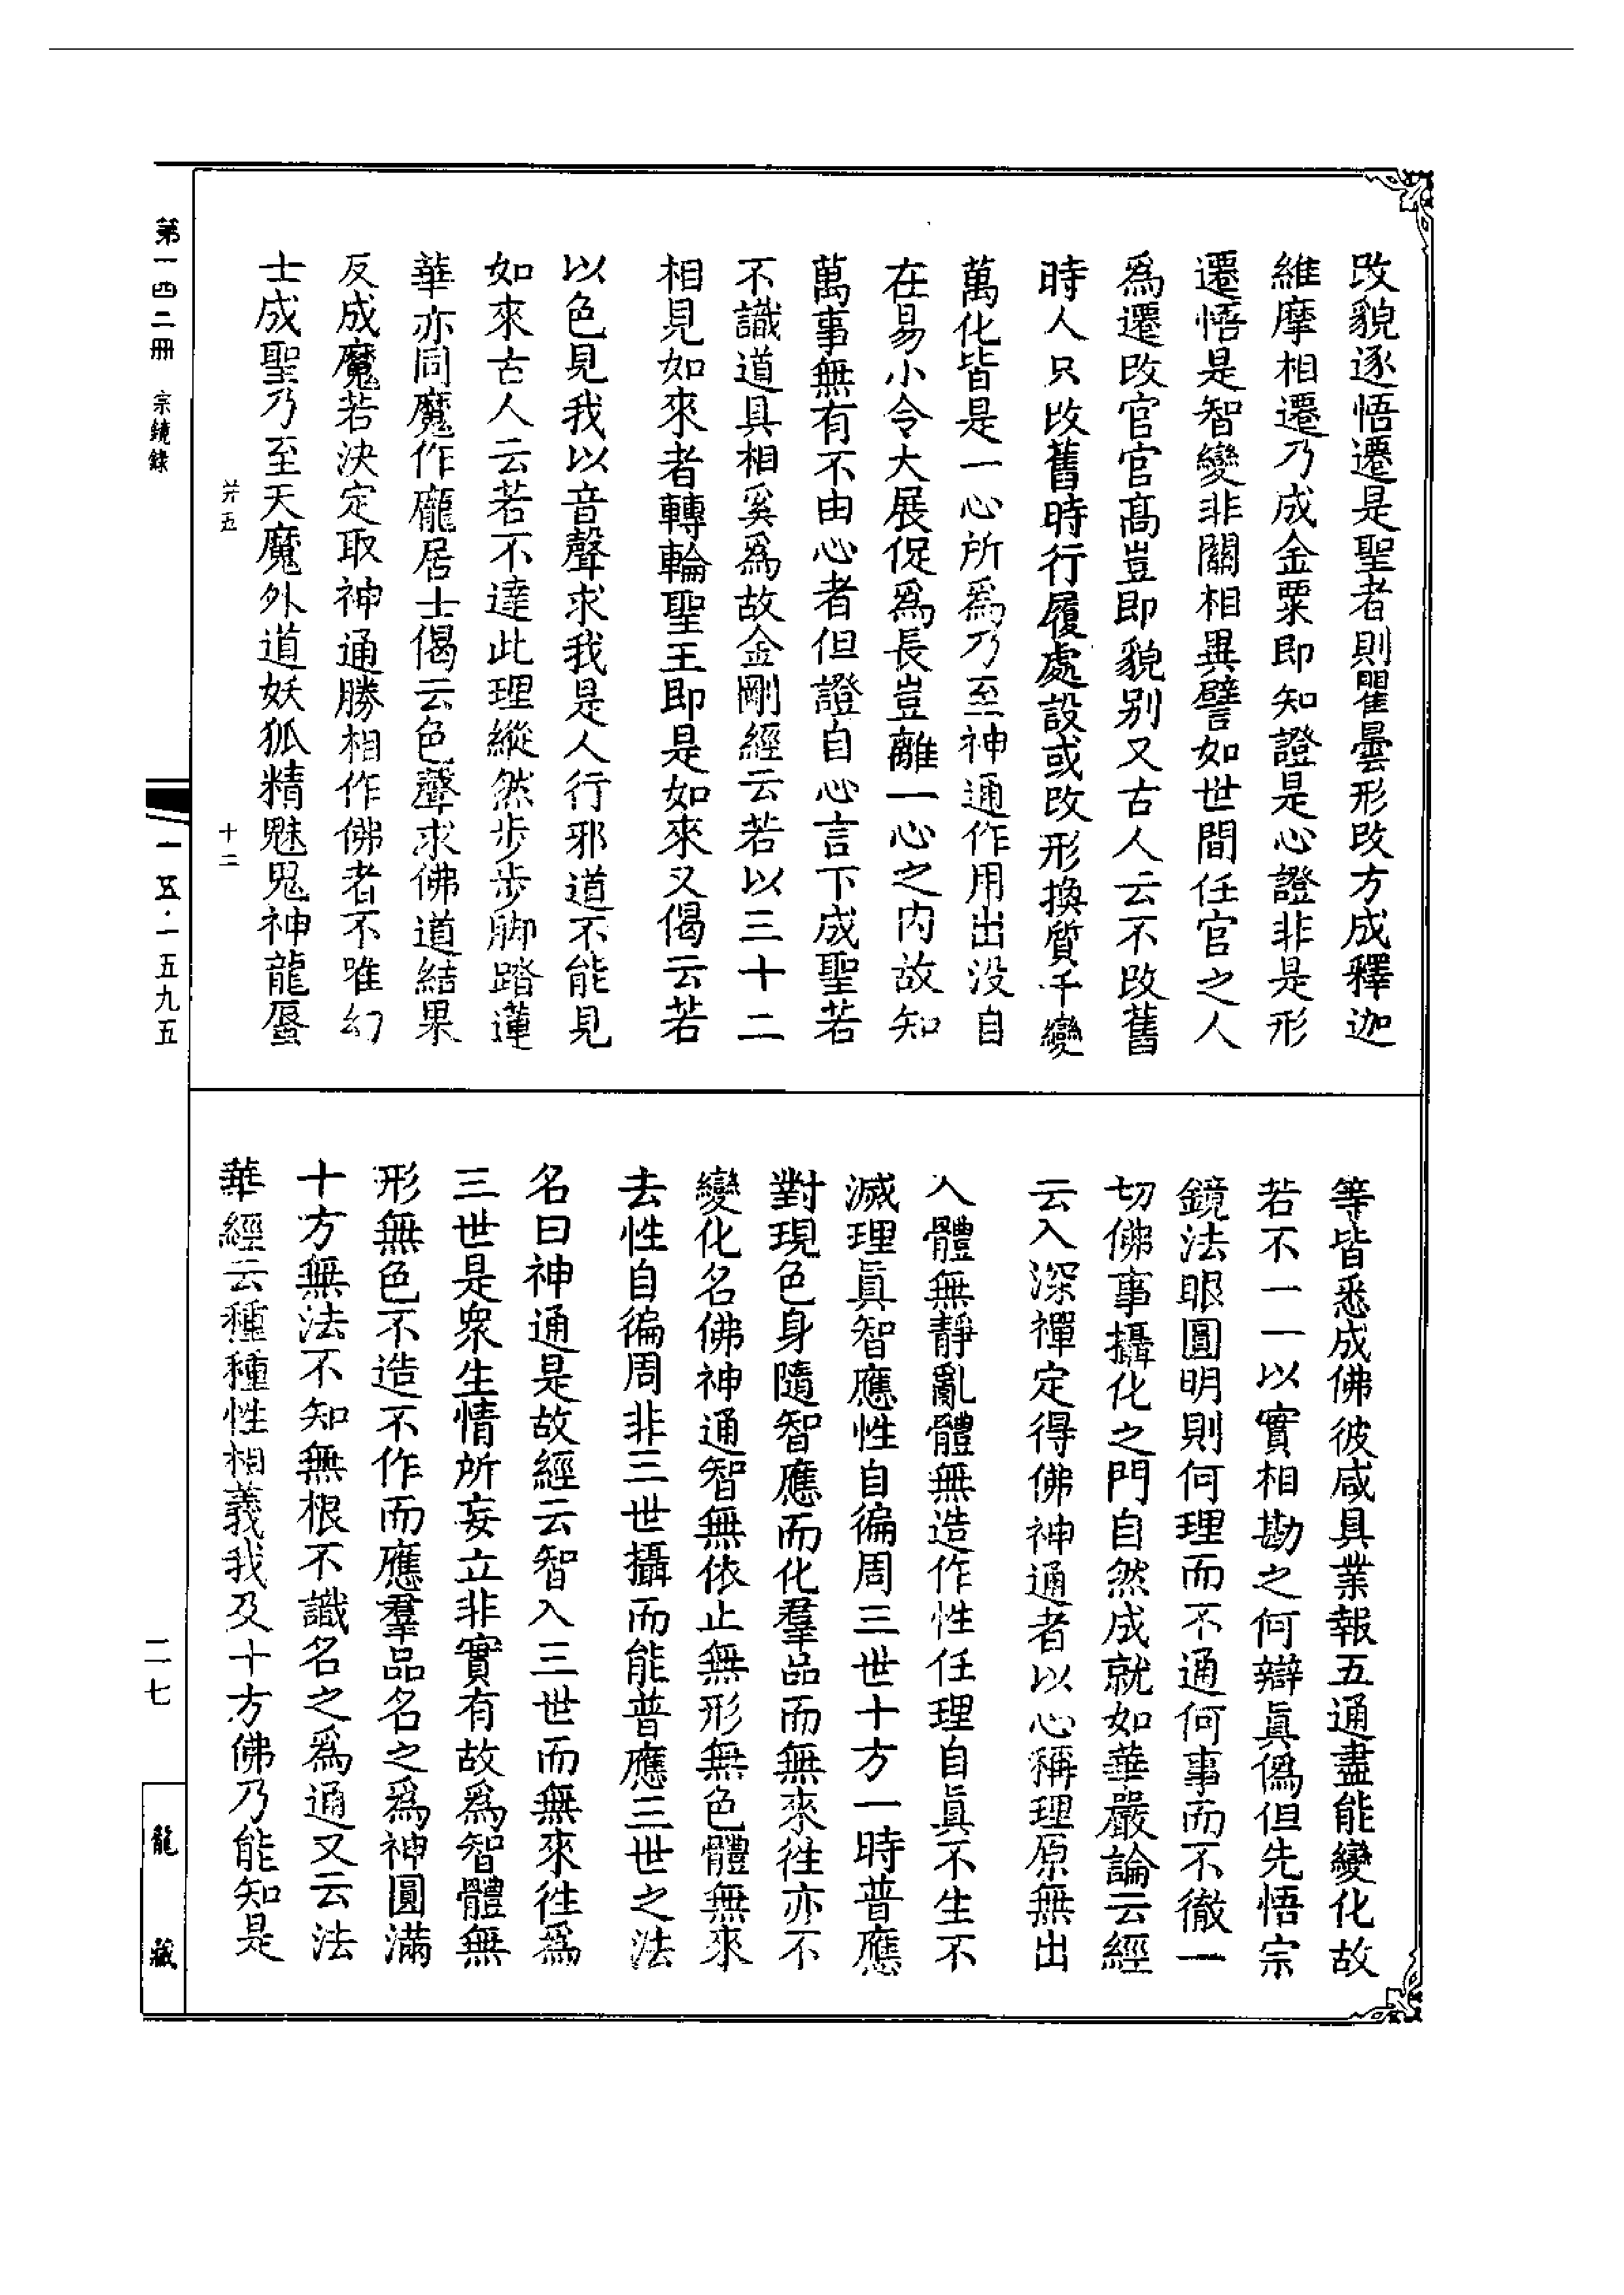 改貌逐悟遷是聖者則瞿曇形改方成釋迦
維摩相遷乃成金粟即知證是心證非是形
遷悟是智變非關相異譬如世間任官之人
爲遷改官官高豈即貌別又古人云不改舊
時人只改舊時行履處設或改形換質千變
萬化皆是一心所爲乃至神通作用出没自
在易小令大展促爲長豈離一心之内故知
萬事無有不由心者但證自心言下成聖若
不識道具相奚爲故金剛經云若以三十二
相見如來者轉輪聖王即是如來又偈云若
以色見我以音聲求我是人行邪道不能見
如來古人云若不達此理縱然步步脚踏蓮
華亦同魔作龐居士偈云色聲求佛道結果
反成魔若決定取神通勝相作佛者不唯幻
士成聖乃至天魔外道妖狐精魅鬼神龍蜃
等皆悉成佛彼咸具業報五通盡能變化故
若不一一以實相勘之何辯眞僞但先悟宗
鏡法眼圓明則何理而不通何事而不徹一
切佛事攝化之門自然成就如華嚴論云經
云入深禪定得佛神通者以心稱理原無出
入體無靜亂體無造作性任理自眞不生不
滅理眞智應性自徧周三世十方一時普應
對現色身隨智應而化羣品而無來徃亦不
變化名佛神通智無依止無形無色體無來
去性自徧周非三世攝而能普應三世之法
名曰神通是故經云智入三世而無來徃爲
三世是衆生情所妄立非實有故爲智體無
形無色不造不作而應羣品名之爲神圓滿
十方無法不知無根不識名之爲通又云法
華經云種種性相義我及十方佛乃能知是
第一四二冊 宗鏡錄
丼五
十二
一五·一五九五
二七
龍藏